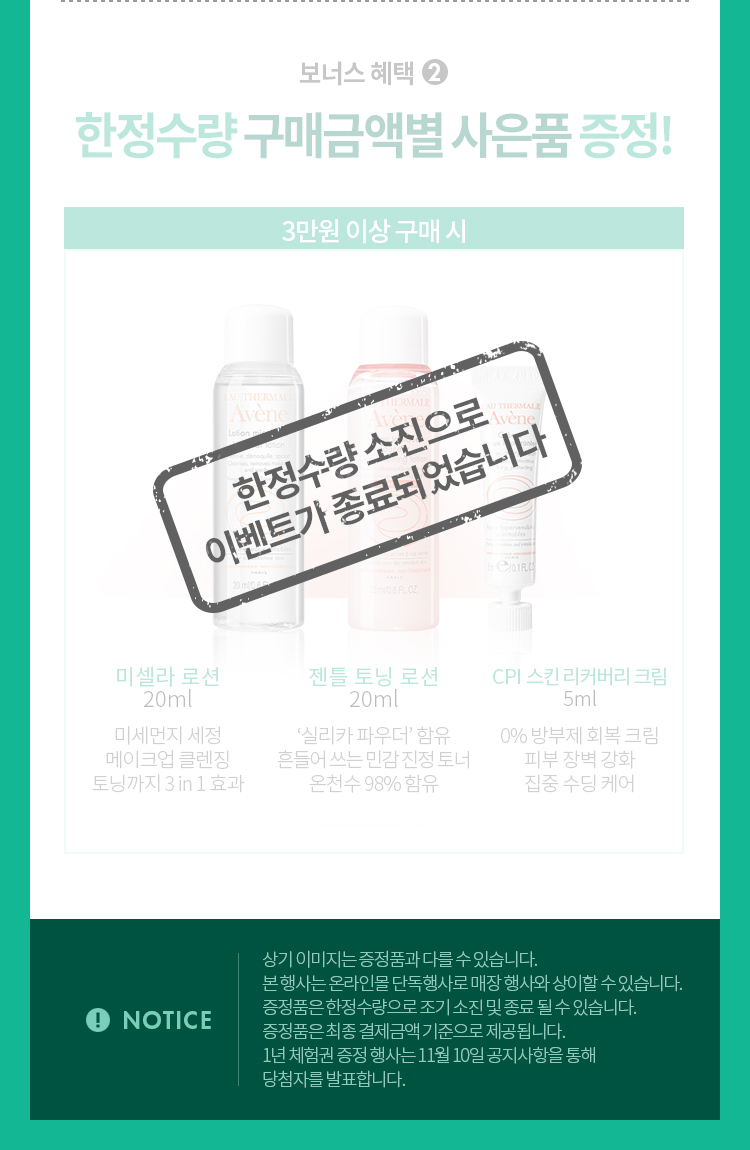 보너스 혜택 2
한정수량 구매금액별 사은품 증정!
3만원 이상 구매 시
EAU THERMALE
Avène
EAU THERMALE
Avène
EAU THERMALE
Avène
한정수량 소진으로
이벤트가 종료되었습니다
미셀라 로션
20ml
미세먼지 세정
메이크업 클렌징
토닝까지 3 in 1 효과
젠틀 토닝 로션
20ml
‘실리카 파우더’ 함유
흔들어 쓰는 민감 진정 토너
온천수 98% 함유
CPI 스킨 리커버리 크림
5ml
0% 방부제 회복 크림
피부 장벽 강화
집중 수딩 케어
! NOTICE
상기 이미지는 증정품과 다를 수 있습니다.
본 행사는 온라인몰 단독행사로 매장 행사와 상이할 수 있습니다.
증정품은 한정수량으로 조기 소진 및 종료 될 수 있습니다.
증정품은 최종 결제금액 기준으로 제공됩니다.
1년 체험권 증정 행사는 11월 10일 공지사항을 통해
당첨자를 발표합니다.